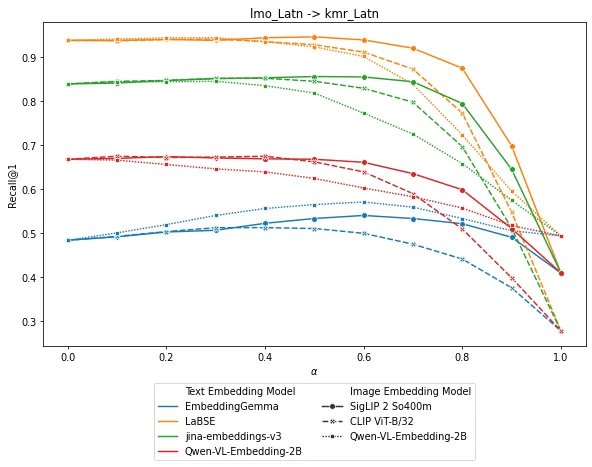 lmo_Latn -> kmr_Latn
Recall@1
0.9
0.8
0.7
0.6
0.5
0.4
0.3
0.0 0.2 0.4 0.6 0.8 1.0
α
Text Embedding Model Image Embedding Model
EmbeddingGemma SigLIP 2 So400m
LaBSE CLIP ViT-B/32
jina-embeddings-v3 Qwen-VL-Embedding-2B
Qwen-VL-Embedding-2B